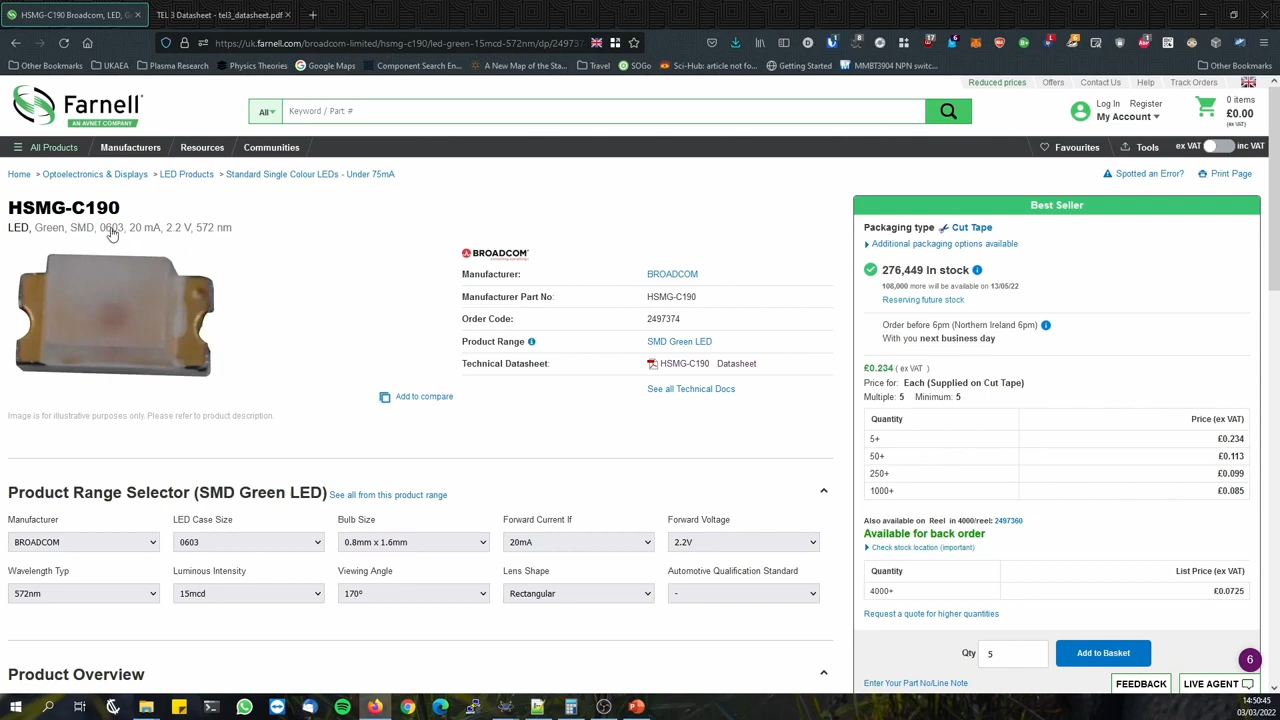 HSMG-C190 Broadcom, LED, G
TEL 3 Datasheet - tel3_datasheet.pdf
https://uk.farnell.com/broadcom-limited/hsmg-c190/led-green-15mcd-572nm/dp/249737
Other Bookmarks UKAEA Plasma Research Physics Theories Google Maps Component Search En... A New Map of the Sta... Travel SOGo Sci-Hub: article not fo... Getting Started MMBT3904 NPN switc... Other Bookmarks
Reduced prices Offers Contact Us Help Track Orders
Farnell
AN AVNET COMPANY
All
Keyword / Part #
Log In Register
My Account
0 items
£0.00
(ex VAT)
All Products Manufacturers Resources Communities Favourites Tools ex VAT inc VAT
Home > Optoelectronics & Displays > LED Products > Standard Single Colour LEDs - Under 75mA
Spotted an Error? Print Page
HSMG-C190
LED, Green, SMD, 0603, 20 mA, 2.2 V, 572 nm
BROADCOM
Manufacturer: BROADCOM
Manufacturer Part No: HSMG-C190
Order Code: 2497374
Product Range SMD Green LED
Technical Datasheet: HSMG-C190 Datasheet
See all Technical Docs
Add to compare
Image is for illustrative purposes only. Please refer to product description.
Best Seller
Packaging type Cut Tape
Additional packaging options available
276,449 In stock
108,000 more will be available on 13/05/22
Reserving future stock
Order before 6pm (Northern Ireland 6pm)
With you next business day
£0.234 ( ex VAT )
Price for: Each (Supplied on Cut Tape)
Multiple: 5 Minimum: 5
Quantity Price (ex VAT)
5+ £0.234
50+ £0.113
250+ £0.099
1000+ £0.085
Also available on Reel in 4000/reel: 2497360
Available for back order
Check stock location (important)
Quantity List Price (ex VAT)
4000+ £0.0725
Request a quote for higher quantities
Qty 5 Add to Basket
Enter Your Part No/Line Note
6
FEEDBACK
LIVE AGENT
Product Range Selector (SMD Green LED) See all from this product range
Manufacturer LED Case Size Bulb Size Forward Current If Forward Voltage
BROADCOM 0603 0.8mm x 1.6mm 20mA 2.2V
Wavelength Typ Luminous Intensity Viewing Angle Lens Shape Automotive Qualification Standard
572nm 15mcd 170° Rectangular -
Product Overview
14:50:45
03/03/2022